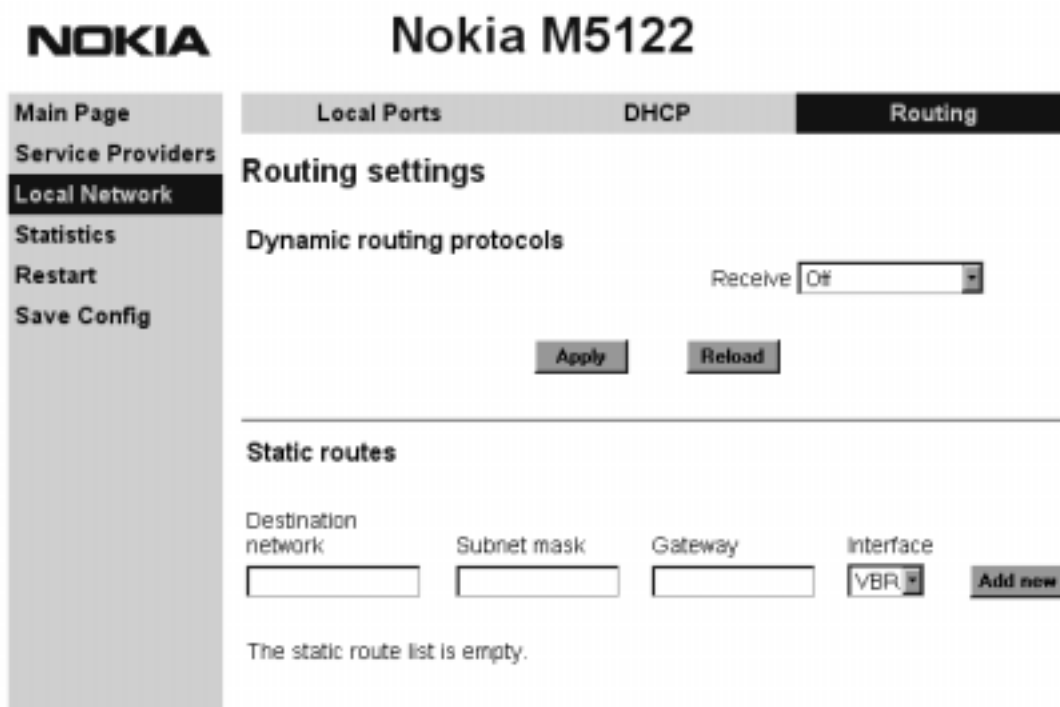 NOKIA
Nokia M5122
Main Page
Service Providers
Local Network
Statistics
Restart
Save Config
Local Ports DHCP Routing
Routing settings
Dynamic routing protocols
Receive Off
Apply Reload
Static routes
Destination
network Subnet mask Gateway Interface
VBR Add new
The static route list is empty.